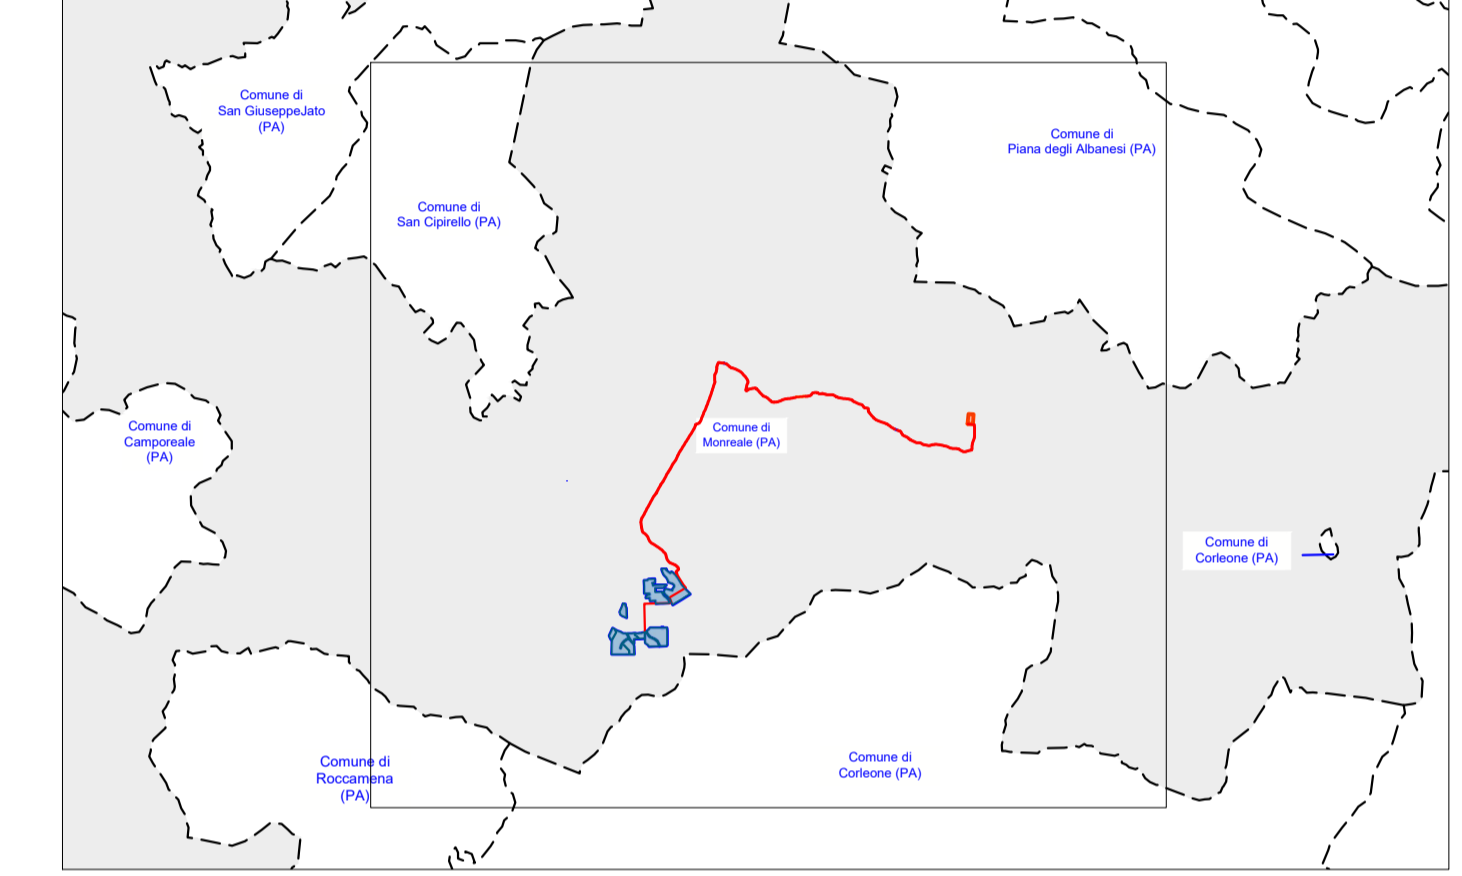 Comune di
San GiuseppeJato
(PA)
Comune di
Piana degli Albanesi (PA)
Comune di
San Cipirello (PA)
Comune di
Camporeale
(PA)
Comune di
Monreale (PA)
Comune di
Corleone (PA)
Comune di
Roccamena
(PA)
Comune di
Corleone (PA)